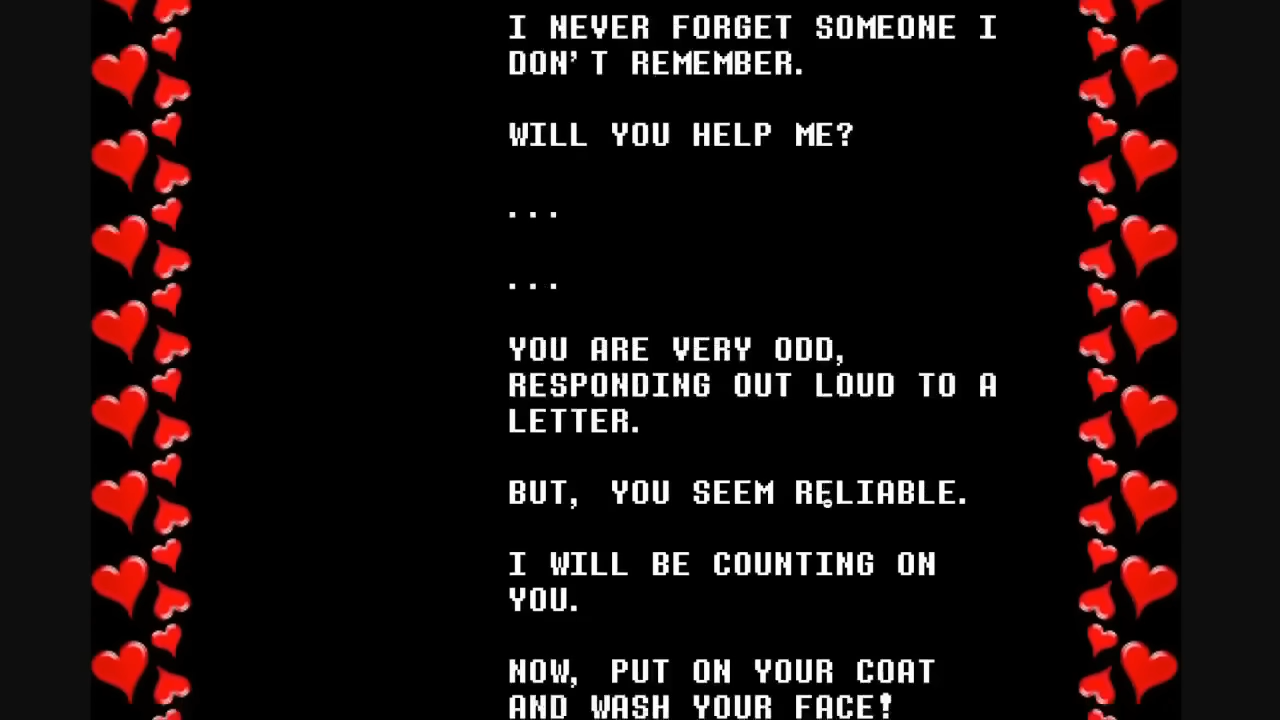 I NEVER FORGET SOMEONE I
DON'T REMEMBER.
WILL YOU HELP ME?
...
...
YOU ARE VERY ODD,
RESPONDING OUT LOUD TO A
LETTER.
BUT, YOU SEEM RELIABLE.
I WILL BE COUNTING ON
YOU.
NOW, PUT ON YOUR COAT
AND WASH YOUR FACE!